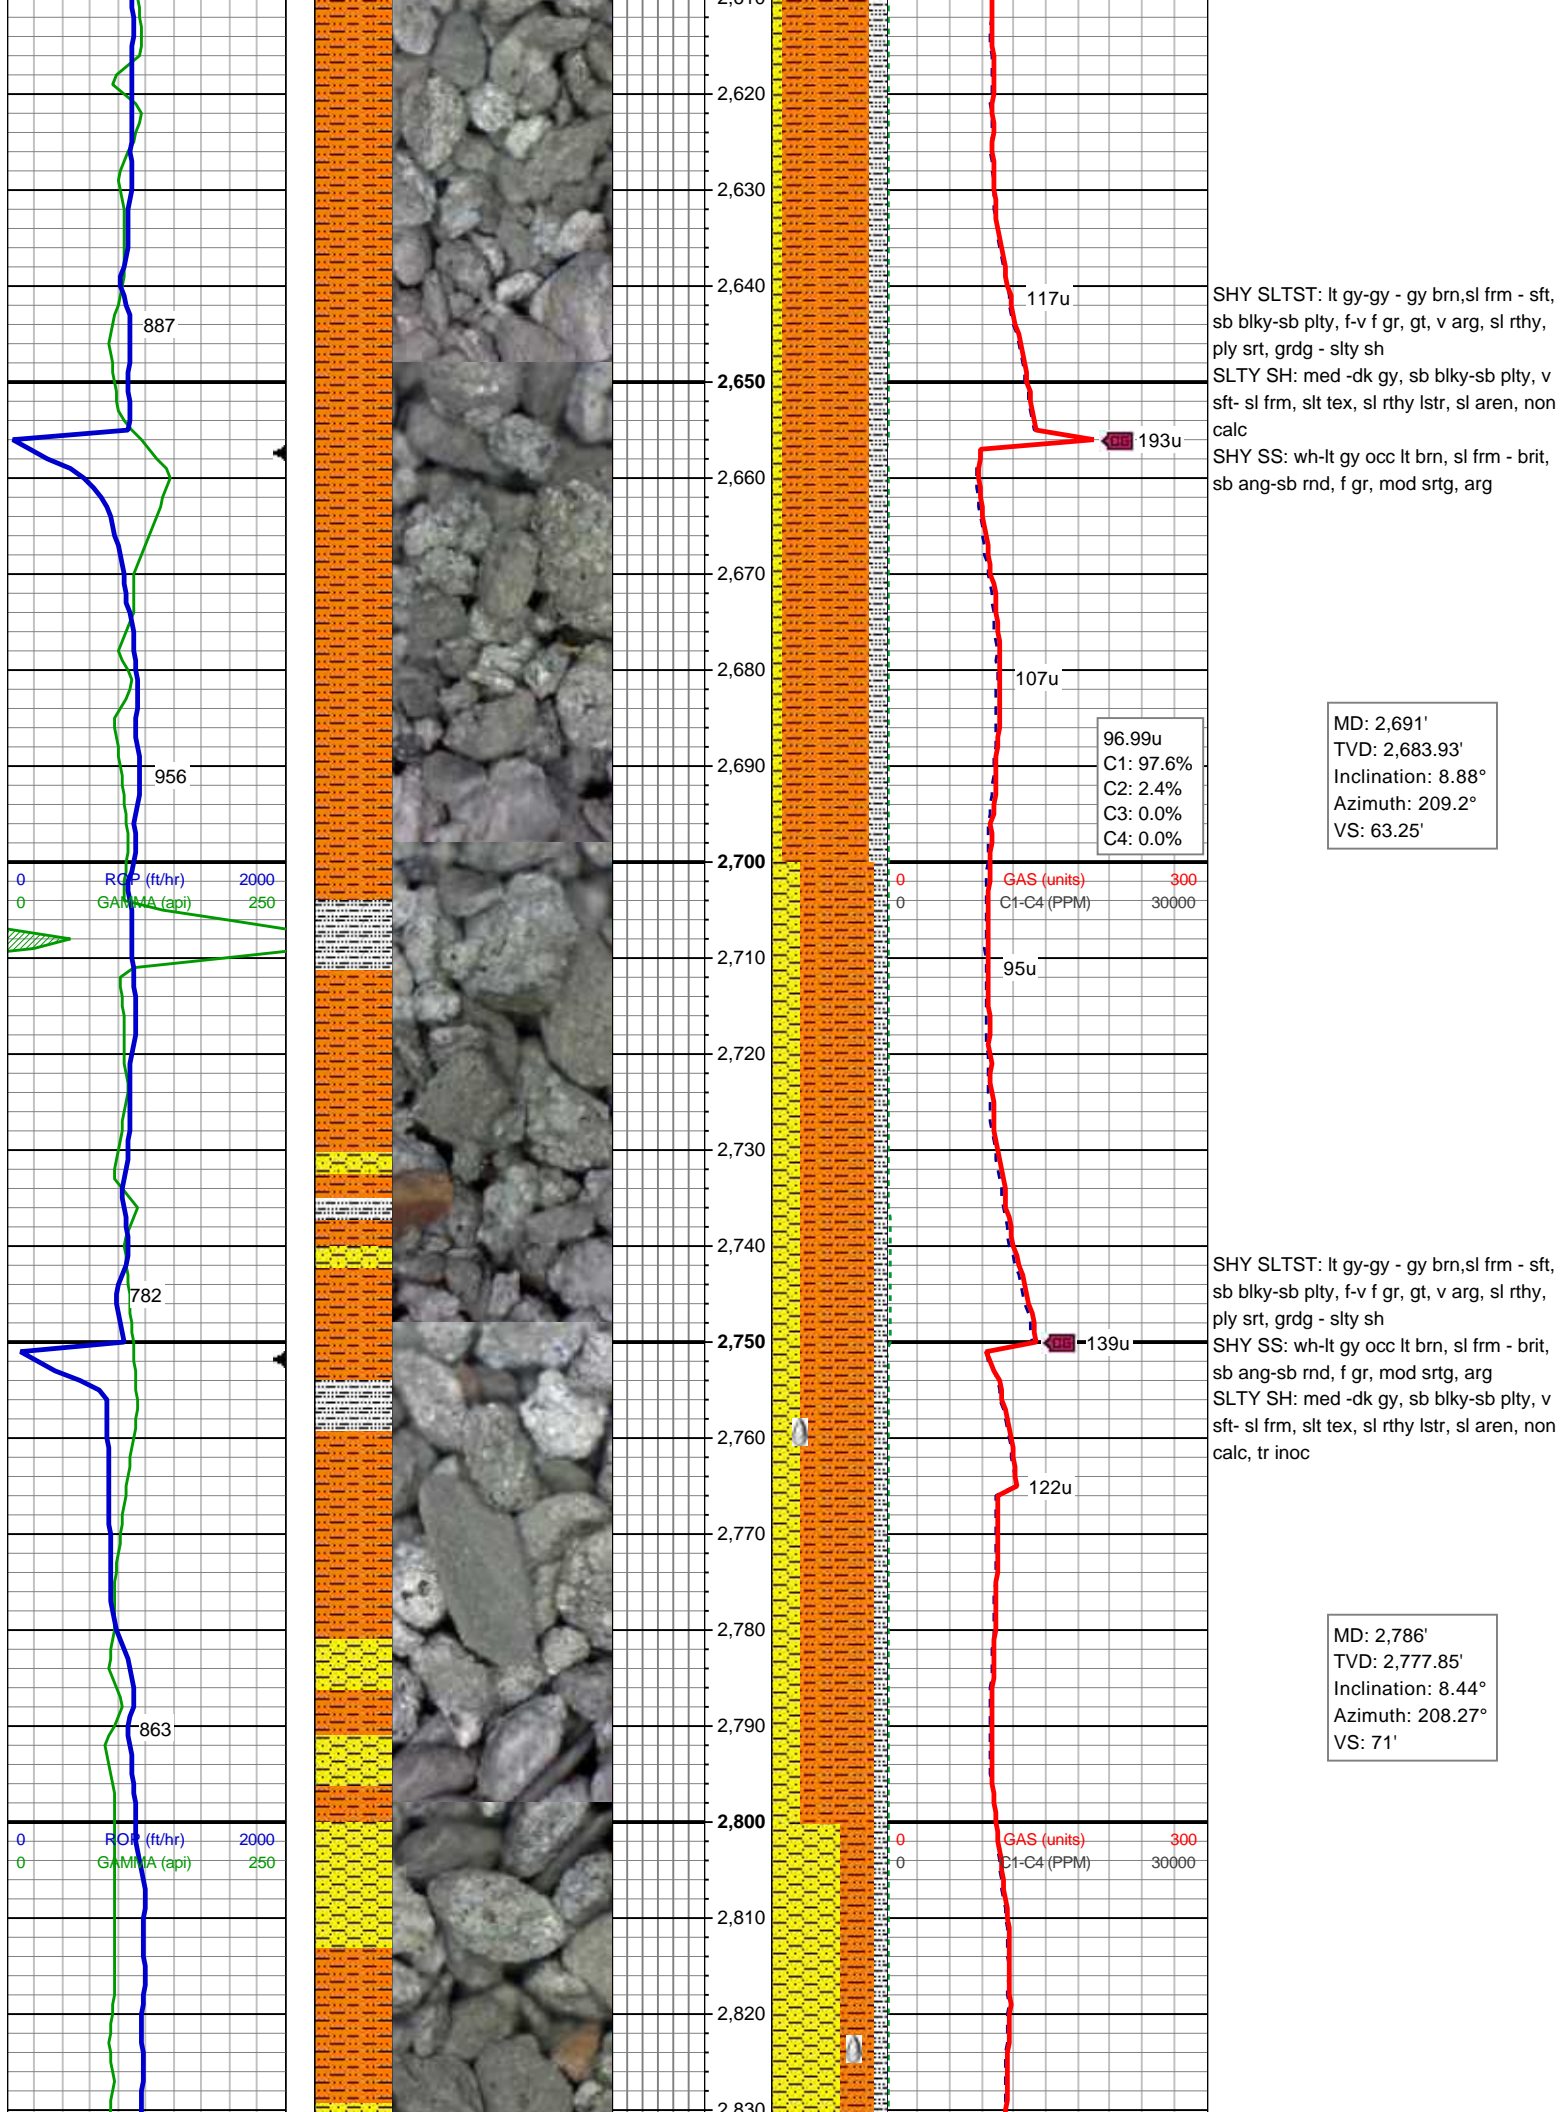 2,620
2,630
2,640
117u
SHY SLTST: lt gy-gy - gy brn,sl frm - sft,
sb blky-sb plty, f-v f gr, gt, v arg, sl rthy,
ply srt, grdg - slty sh
SLTY SH: med -dk gy, sb blky-sb plty, v
sft- sl frm, slt tex, sl rthy lstr, sl aren, non
calc
SHY SS: wh-lt gy occ lt brn, sl frm - brit,
sb ang-sb rnd, f gr, mod srtg, arg
887
2,650
CG 193u
2,660
2,670
2,680
107u
956
2,690
96.99u
C1: 97.6%
C2: 2.4%
C3: 0.0%
C4: 0.0%
MD: 2,691'
TVD: 2,683.93'
Inclination: 8.88°
Azimuth: 209.2°
VS: 63.25'
2,700
0 ROP (ft/hr) 2000
0 GAMMA (api) 250
0 GAS (units) 300
0 C1-C4 (PPM) 30000
2,710
95u
2,720
2,730
2,740
782
2,750
CG 139u
SHY SLTST: lt gy-gy - gy brn,sl frm - sft,
sb blky-sb plty, f-v f gr, gt, v arg, sl rthy,
ply srt, grdg - slty sh
SHY SS: wh-lt gy occ lt brn, sl frm - brit,
sb ang-sb rnd, f gr, mod srtg, arg
SLTY SH: med -dk gy, sb blky-sb plty, v
sft- sl frm, slt tex, sl rthy lstr, sl aren, non
calc, tr inoc
2,760
122u
2,770
2,780
2,790
863
MD: 2,786'
TVD: 2,777.85'
Inclination: 8.44°
Azimuth: 208.27°
VS: 71'
2,800
0 ROP (ft/hr) 2000
0 GAMMA (api) 250
0 GAS (units) 300
0 C1-C4 (PPM) 30000
2,810
2,820
2,830